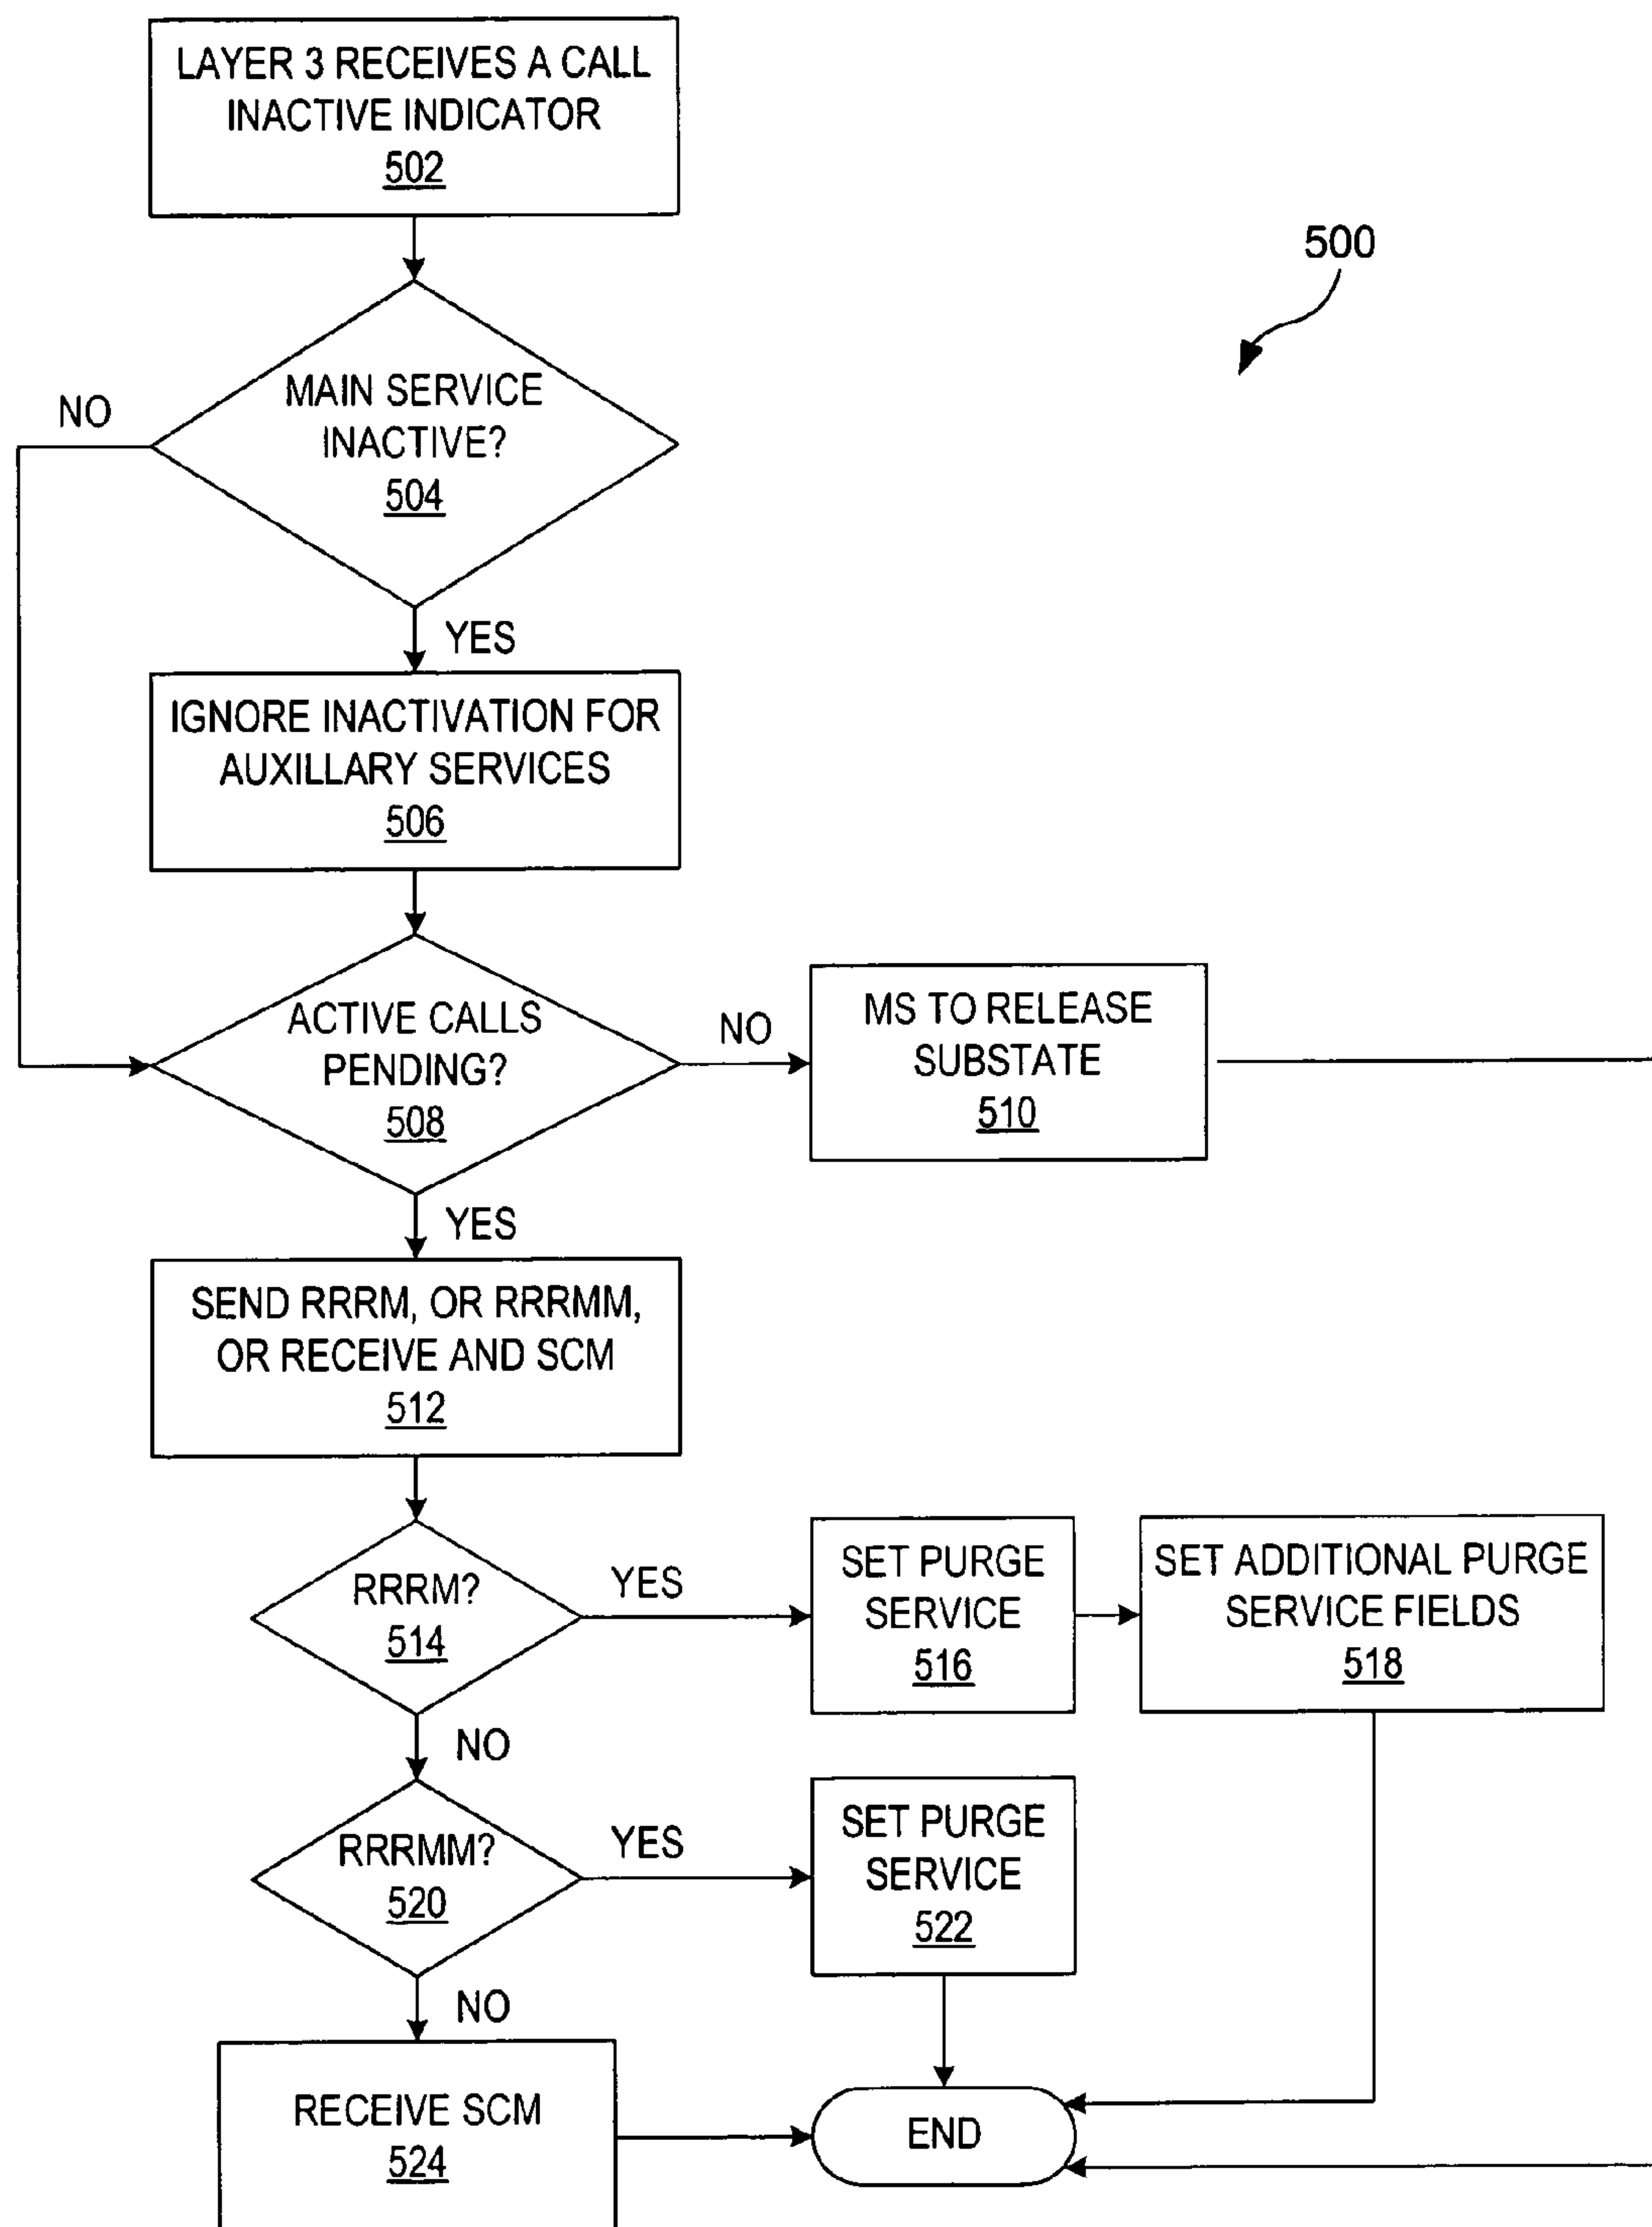 LAYER 3 RECEIVES A CALL
INACTIVE INDICATOR
502
500
MAIN SERVICE
INACTIVE?
504
NO
YES
IGNORE INACTIVATION FOR
AUXILLARY SERVICES
506
ACTIVE CALLS
PENDING?
508
NO
MS TO RELEASE
SUBSTATE
510
YES
SEND RRRM, OR RRRMM,
OR RECEIVE AND SCM
512
RRRM?
514
YES
SET PURGE
SERVICE
516
SET ADDITIONAL PURGE
SERVICE FIELDS
518
NO
RRRMM?
520
YES
SET PURGE
SERVICE
522
NO
RECEIVE SCM
524
END